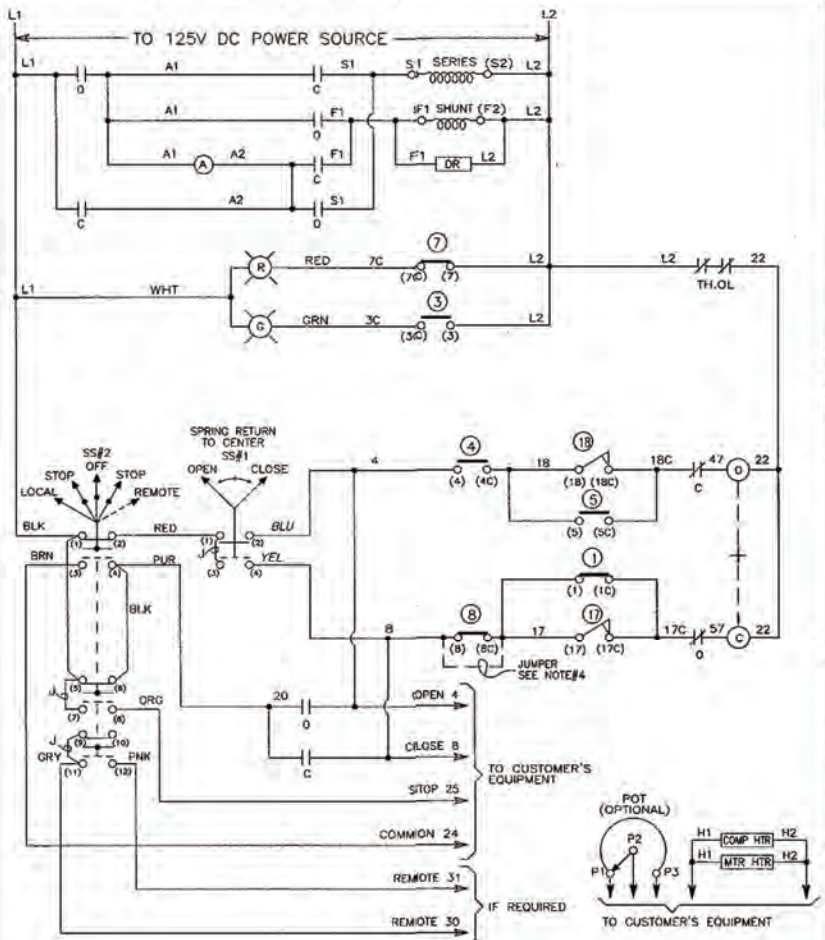 L1 L2
TO 125V DC POWER SOURCE
L1 A1 S1 S1 SERIES (S2) L2
O C
A1 F1 F1 SHUNT (F2) L2
O
A1 A A2 F1 F1 DR L2
C
A2 S1
C O
7
R RED 7C (7C) (7) L2 22
L1 WHT TH.OL
3
G GRN 3C (3C) (3) L2
SPRING RETURN
TO CENTER
SS#1
OPEN CLOSE
SS#2
OFF
STOP STOP
LOCAL REMOTE
4 4 18 18 18C 47 O 22
(4) (4C) (18) (18C) C
5
(5) (5C)
BLK (1) (2) RED (1) (2) BLU
BRN (3) (4) PUR J (3) (4) YEL
1
(1) (1C)
BLK
8 8 17 17 17C 57 C 22
(8) (8C) (17) (17C) O
JUMPER
SEE NOTE#4
(5) (6)
J (7) (8) ORG
20 OPEN 4
O
J (9) (10)
GRY (11) (12) PNK
CLOSE 8
C
TO CUSTOMER'S
EQUIPMENT
STOP 25
COMMON 24
REMOTE 31
IF REQUIRED
REMOTE 30
POT
(OPTIONAL)
P2
P1 P3
H1 COMP HTR H2
H1 MTR HTR H2
TO CUSTOMER'S EQUIPMENT